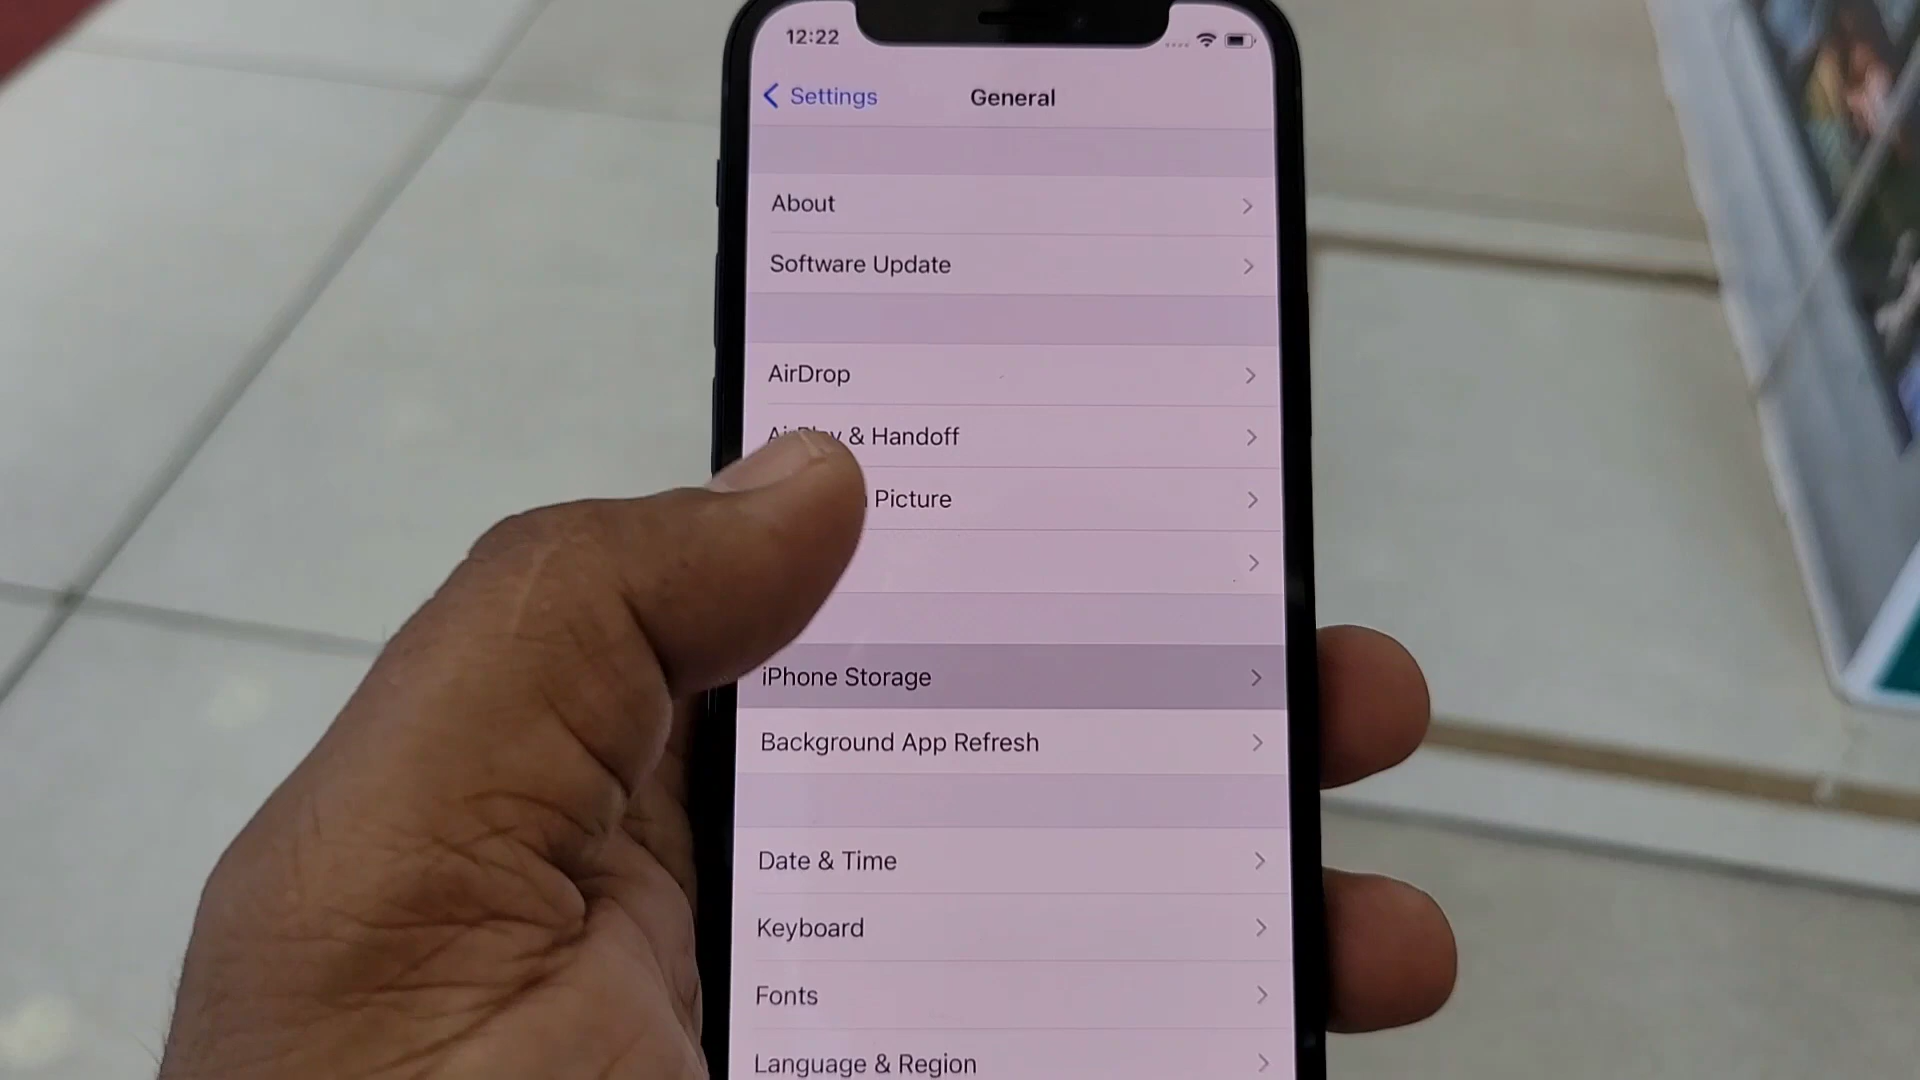 12:22
Settings
General
About
Software Update
AirDrop
& Handoff
Picture
iPhone Storage
Background App Refresh
Date & Time
Keyboard
Fonts
Language & Region